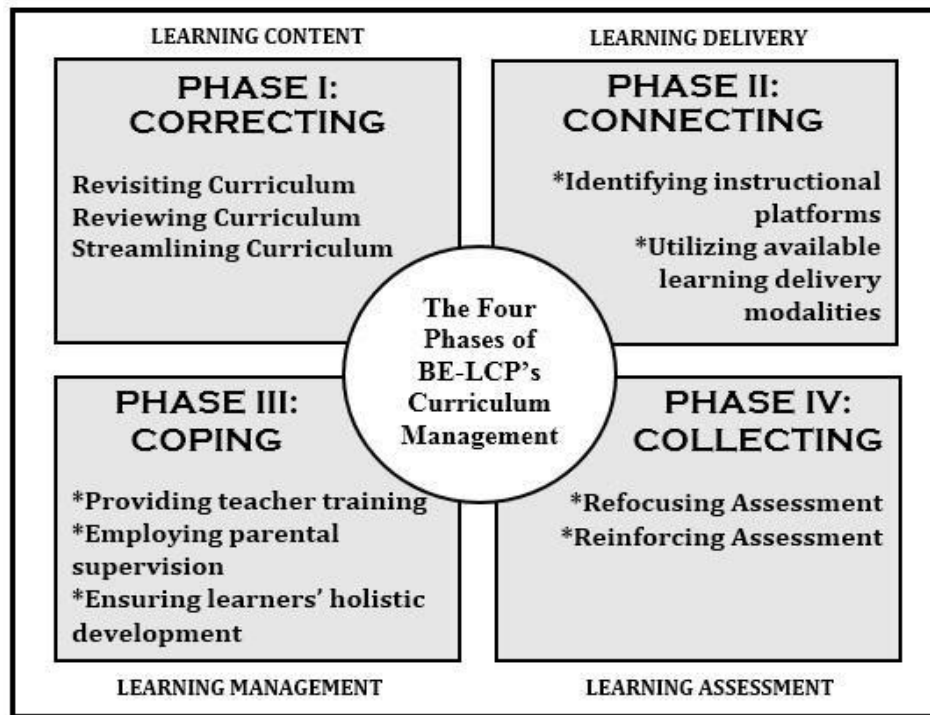 LEARNING CONTENT
PHASE I:
CORRECTING
Revisiting Curriculum
Reviewing Curriculum
Streamlining Curriculum
LEARNING DELIVERY
PHASE II:
CONNECTING
*Identifying instructional
platforms
*Utilizing available
learning delivery
modalities
The Four
Phases of
BE-LCP's
Curriculum
Management
PHASE III:
COPING
*Providing teacher training
*Employing parental
supervision
*Ensuring learners' holistic
development
LEARNING MANAGEMENT
PHASE IV:
COLLECTING
*Refocusing Assessment
*Reinforcing Assessment
LEARNING ASSESSMENT